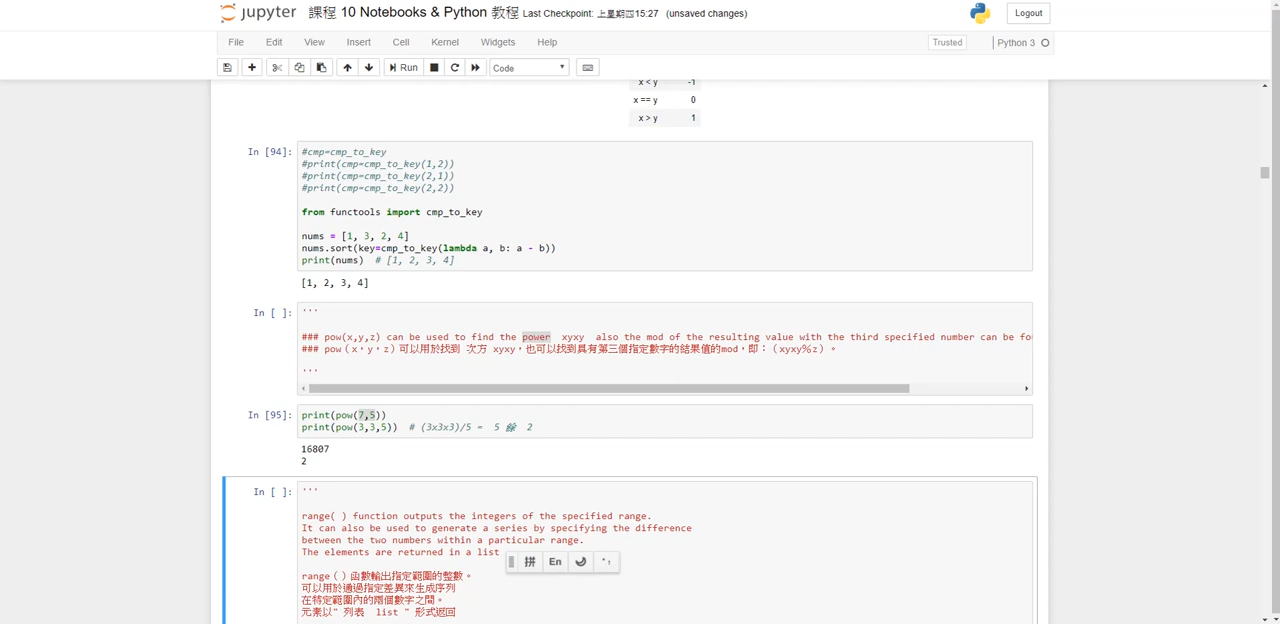 jupyter 課程 10 Notebooks & Python 教程 Last Checkpoint: 上星期四15:27 (unsaved changes) Logout
File Edit View Insert Cell Kernel Widgets Help Trusted Python 3
Run Code
x < y -1
x == y 0
x > y 1
In [94]: #cmp=cmp_to_key
#print(cmp=cmp_to_key(1,2))
#print(cmp=cmp_to_key(2,1))
#print(cmp=cmp_to_key(2,2))
from functools import cmp_to_key
nums = [1, 3, 2, 4]
nums.sort(key=cmp_to_key(lambda a, b: a - b))
print(nums) # [1, 2, 3, 4]
[1, 2, 3, 4]
In [ ]: '''
### pow(x,y,z) can be used to find the power xyxy also the mod of the resulting value with the third specified number can be fo
### pow（x，y，z）可以用於找到 次方 xyxy，也可以找到具有第三個指定數字的結果值的mod，即：（xyxy％z）。
'''
In [95]: print(pow(7,5))
print(pow(3,3,5)) # (3x3x3)/5 = 5 餘 2
16807
2
In [ ]: '''
range( ) function outputs the integers of the specified range.
It can also be used to generate a series by specifying the difference
between the two numbers within a particular range.
The elements are returned in a list
拼 En
range（）函數輸出指定範圍的整數。
可以用於通過指定差異來生成序列
在特定範圍內的兩個數字之間。
元素以" 列表 list " 形式返回